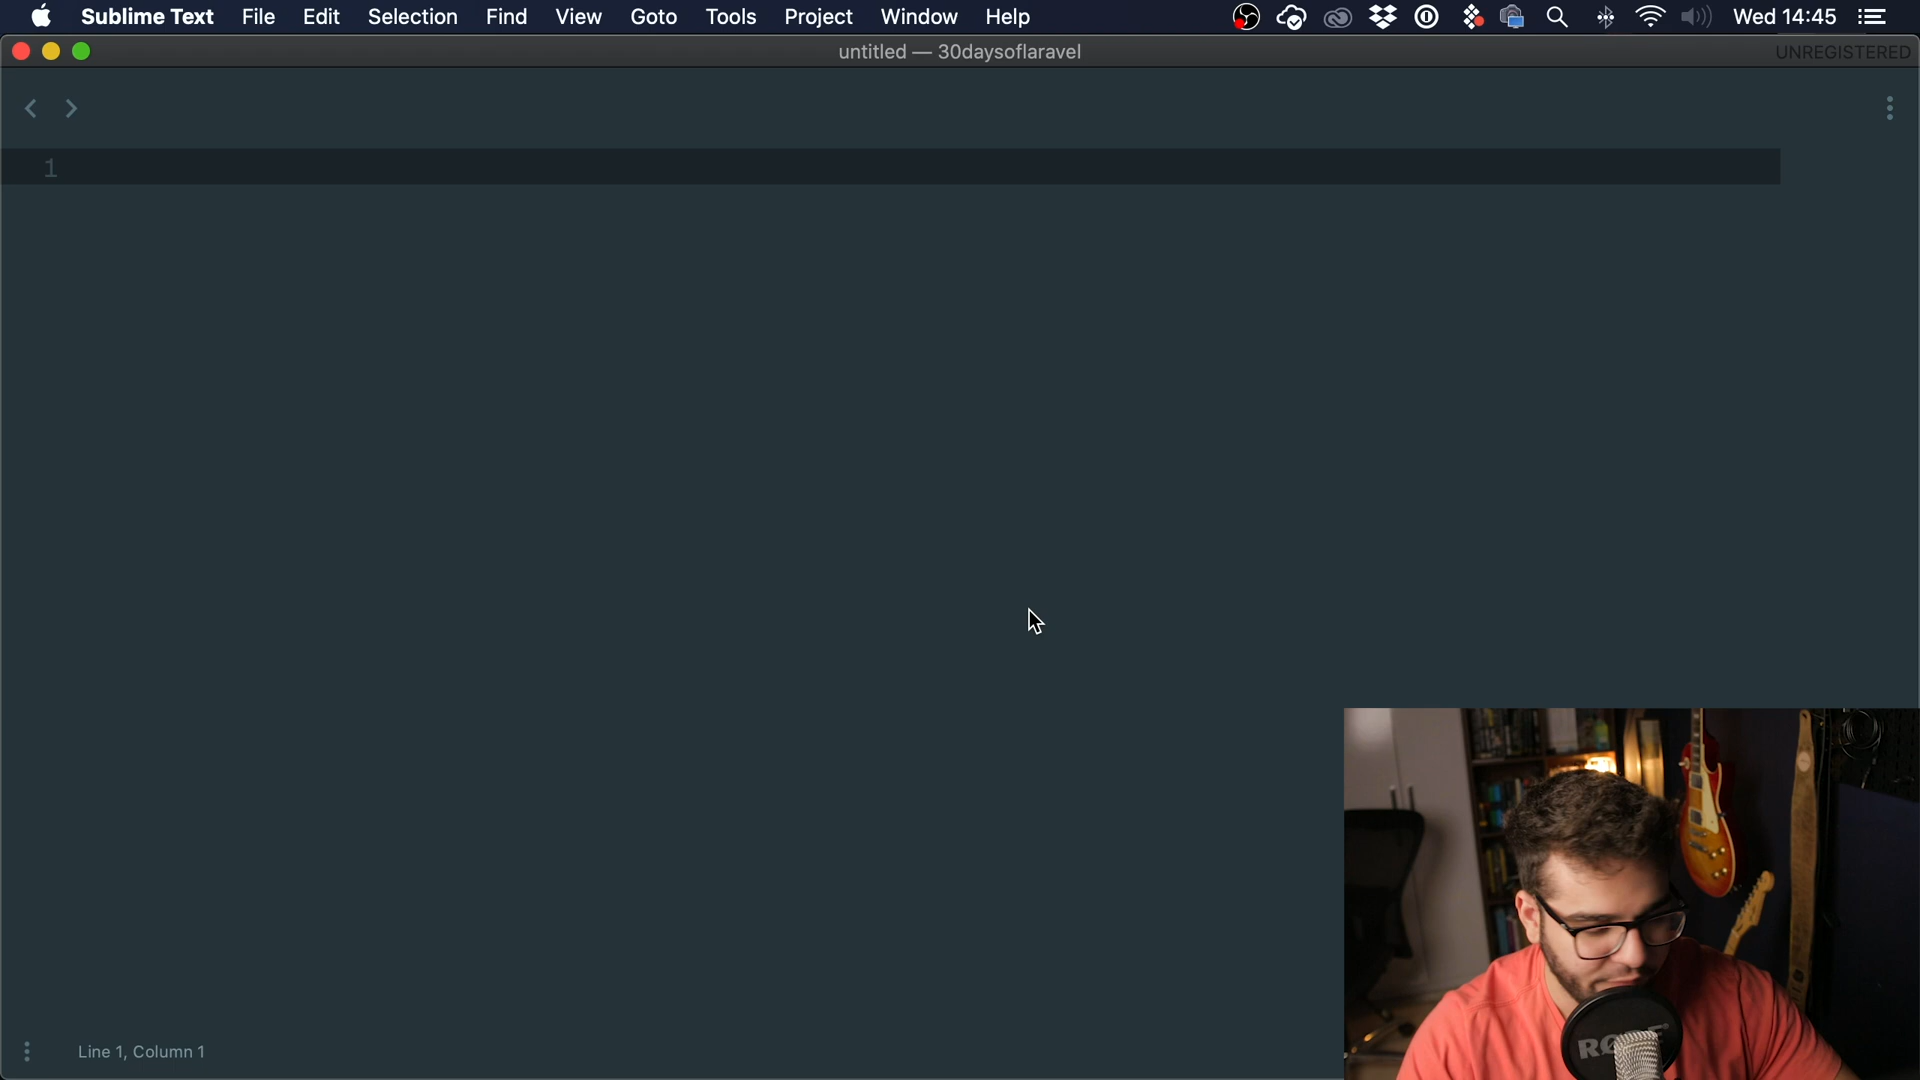 Sublime Text File Edit Selection Find View Goto Tools Project Window Help Wed 14:45
untitled — 30daysoflaravel UNREGISTERED
1
RØDE
Line 1, Column 1